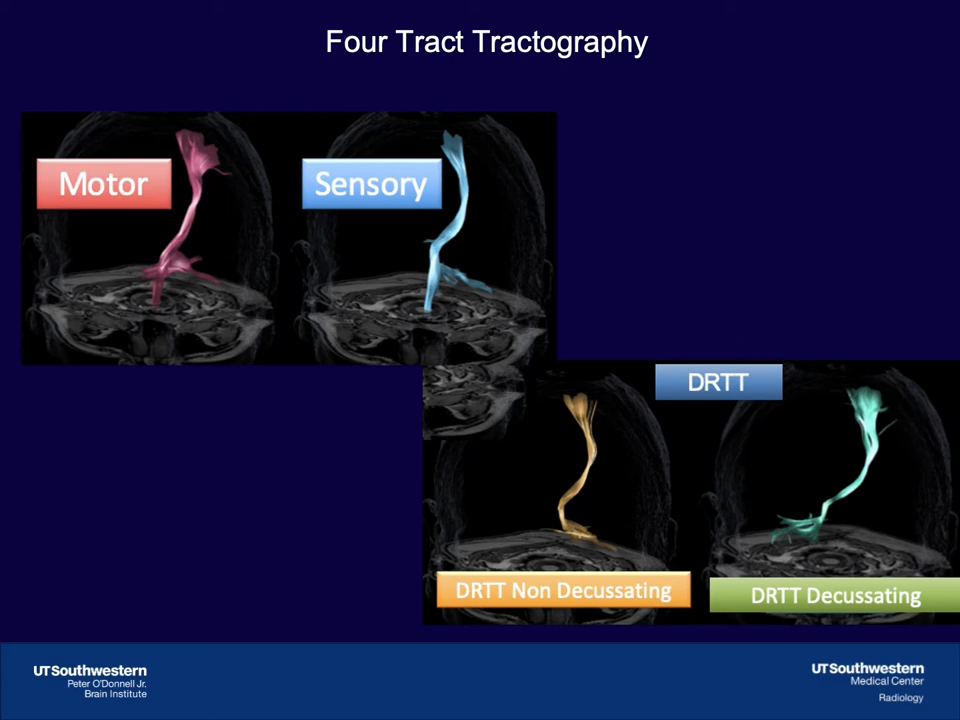 Four Tract Tractography
Motor
Sensory
DRTT
DRTT Non Decussating
DRTT Decussating
UTSouthwestern
Peter O'Donnell Jr.
Brain Institute
UTSouthwestern
Medical Center
Radiology